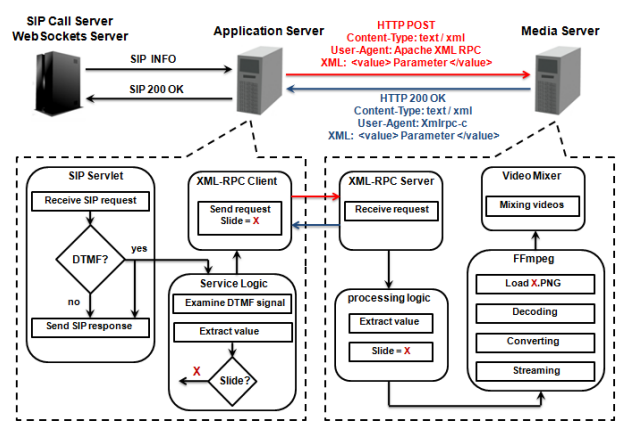 SIP Call Server
WebSockets Server
Application Server
Media Server
HTTP POST
Content-Type: text / xml
User-Agent: Apache XML RPC
XML: <value> Parameter </value>
SIP INFO
SIP 200 OK
HTTP 200 OK
Content-Type: text / xml
User-Agent: Xmlrpc-c
XML: <value> Parameter </value>
SIP Servlet
Receive SIP request
DTMF?
yes
no
Send SIP response
XML-RPC Client
Send request
Slide = X
Service Logic
Examine DTMF signal
Extract value
Slide?
X
XML-RPC Server
Receive request
processing logic
Extract value
Slide = X
Video Mixer
Mixing videos
FFmpeg
Load X.PNG
Decoding
Converting
Streaming